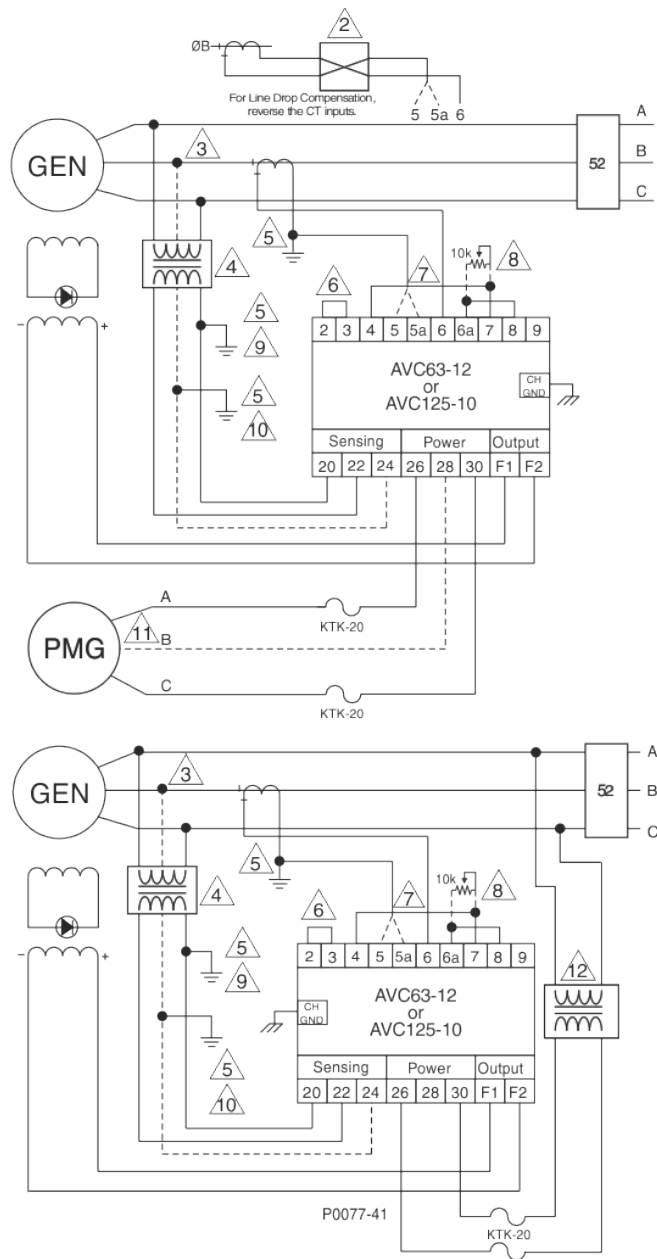 2
ØB
For Line Drop Compensation,
reverse the CT inputs.
5 5a 6
A
GEN
3
52
B
C
5
4
6
7
10k
8
5
9
2 3 4 5 5a 6 6a 7 8 9
AVC63-12
or
AVC125-10
CH
GND
5
10
- +
Sensing Power Output
20 22 24 26 28 30 F1 F2
A
KTK-20
PMG
11
B
C
KTK-20
A
GEN
3
52
B
C
5
4
6
7
10k
8
5
9
2 3 4 5 5a 6 6a 7 8 9
12
- +
AVC63-12
or
AVC125-10
CH
GND
5
10
Sensing Power Output
20 22 24 26 28 30 F1 F2
P0077-41
KTK-20